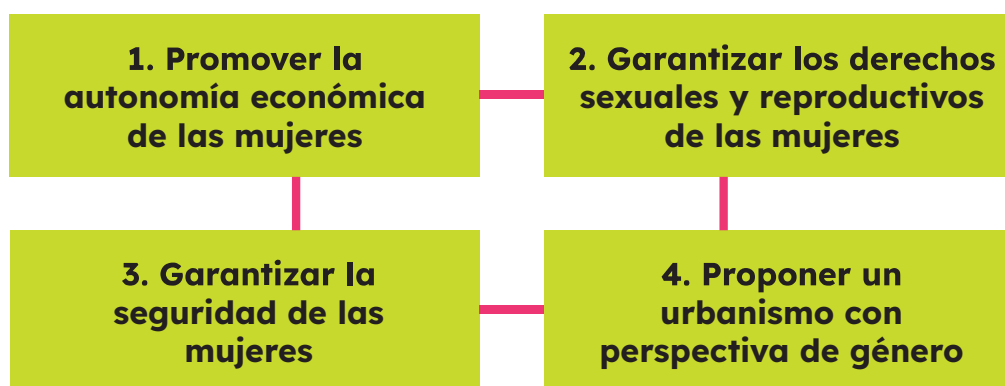 1. Promover la
autonomía económica
de las mujeres
2. Garantizar los derechos
sexuales y reproductivos
de las mujeres
3. Garantizar la
seguridad de las
mujeres
4. Proponer un
urbanismo con
perspectiva de género